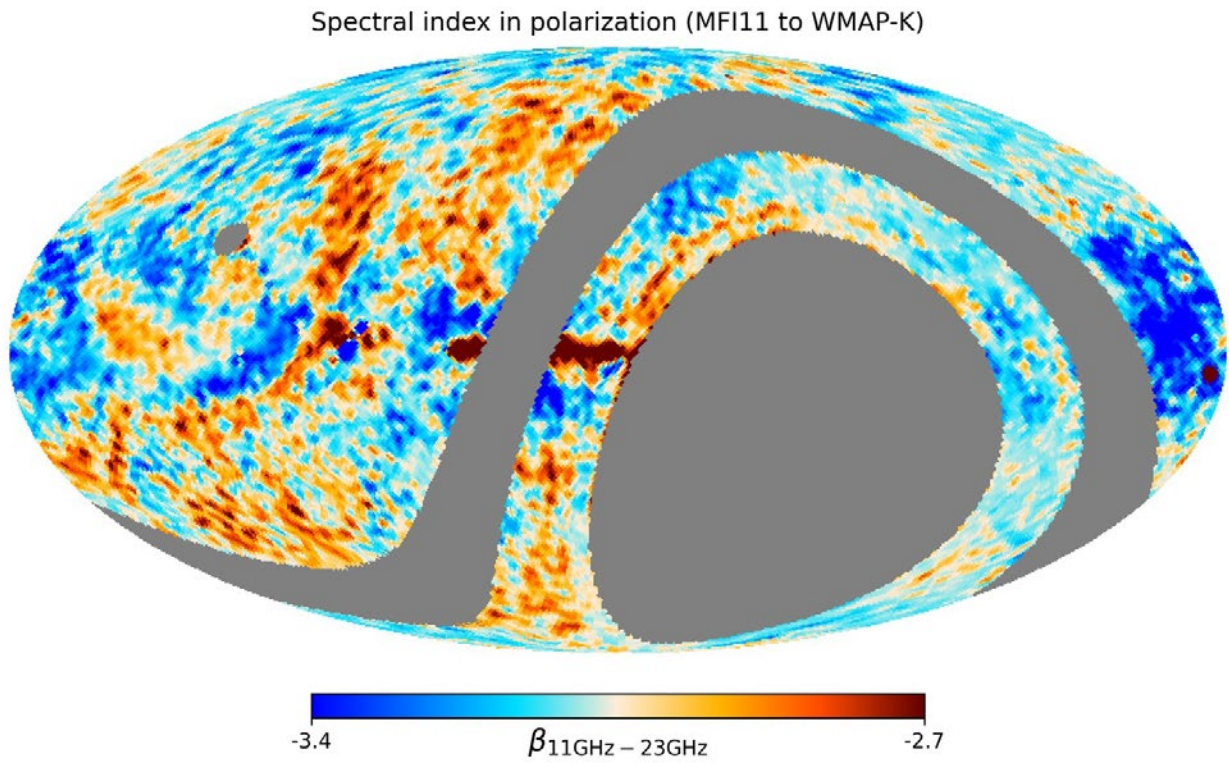 Spectral index in polarization (MFI11 to WMAP-K)
-3.4 β11GHz − 23GHz -2.7